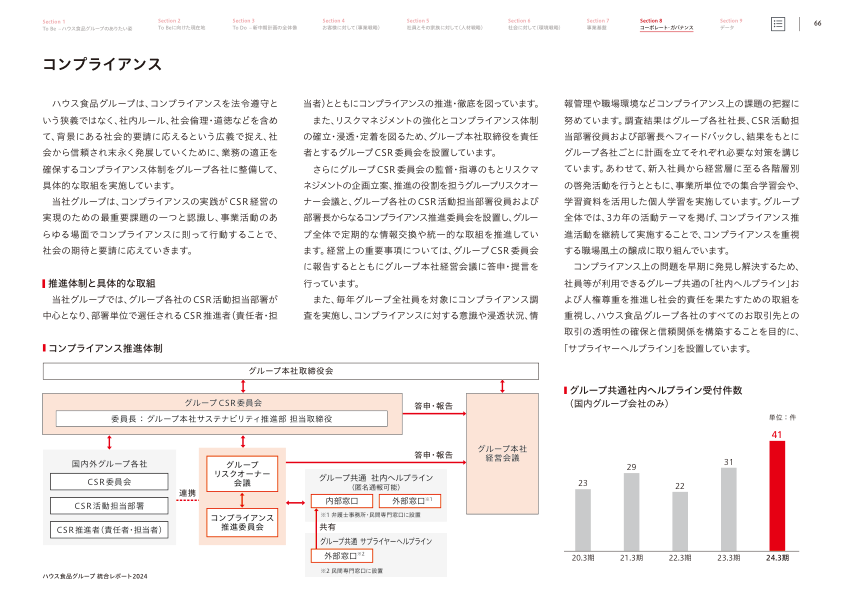 Section 1
To Be －ハウス食品グループのありたい姿
Section 2
To Beに向けた現在地
Section 3
To Do －新中期計画の全体像
Section 4
お客様に対して（事業戦略）
Section 5
社員とその家族に対して（人材戦略）
Section 6
社会に対して（環境戦略）
Section 7
事業基盤
Section 8
コーポレート・ガバナンス
Section 9
データ
66
コンプライアンス
ハウス食品グループは、コンプライアンスを法令遵守と
いう狭義ではなく、社内ルール、社会倫理・道徳などを含め
て、背景にある社会的要請に応えるという広義で捉え、社
会から信頼され末永く発展していくために、業務の適正を
確保するコンプライアンス体制をグループ各社に整備して、
具体的な取組を実施しています。
当社グループは、コンプライアンスの実践がCSR経営の
実現のための最重要課題の一つと認識し、事業活動のあ
らゆる場面でコンプライアンスに則って行動することで、
社会の期待と要請に応えていきます。
推進体制と具体的な取組
当社グループでは、グループ各社のCSR活動担当部署が
中心となり、部署単位で選任されるCSR推進者（責任者・担
当者）とともにコンプライアンスの推進・徹底を図っています。
また、リスクマネジメントの強化とコンプライアンス体制
の確立・浸透・定着を図るため、グループ本社取締役を責任
者とするグループCSR委員会を設置しています。
さらにグループCSR委員会の監督・指導のもとリスクマ
ネジメントの企画立案、推進の役割を担うグループリスクオー
ナー会議と、グループ各社のCSR活動担当部署役員および
部署長からなるコンプライアンス推進委員会を設置し、グルー
プ全体で定期的な情報交換や統一的な取組を推進してい
ます。経営上の重要事項については、グループCSR委員会
に報告するとともにグループ本社経営会議に答申・提言を
行っています。
また、毎年グループ全社員を対象にコンプライアンス調
査を実施し、コンプライアンスに対する意識や浸透状況、情
報管理や職場環境などコンプライアンス上の課題の把握に
努めています。調査結果はグループ各社社長、CSR活動担
当部署役員および部署長へフィードバックし、結果をもとに
グループ各社ごとに計画を立てそれぞれ必要な対策を講じ
ています。あわせて、新入社員から経営層に至る各階層別
の啓発活動を行うとともに、事業所単位での集合学習会や、
学習資料を活用した個人学習を実施しています。グループ
全体では、3カ年の活動テーマを掲げ、コンプライアンス推
進活動を継続して実施することで、コンプライアンスを重視
する職場風土の醸成に取り組んでいます。
コンプライアンス上の問題を早期に発見し解決するため、
社員等が利用できるグループ共通の「社内ヘルプライン」お
よび人権尊重を推進し社会的責任を果たすための取組を
重視し、ハウス食品グループ各社のすべてのお取引先との
取引の透明性の確保と信頼関係を構築することを目的に、
「サプライヤーヘルプライン」を設置しています。
コンプライアンス推進体制
グループ本社取締役会
グループCSR委員会
委員長：グループ本社サステナビリティ推進部 担当取締役
答申・報告
国内外グループ各社
CSR委員会
CSR活動担当部署
CSR推進者（責任者・担当者）
連携
グループ
リスクオーナー
会議
コンプライアンス
推進委員会
答申・報告
グループ共通 社内ヘルプライン
（匿名通報可能）
内部窓口
外部窓口※1
※1 弁護士事務所・民間専門窓口に設置
共有
グループ共通 サプライヤーヘルプライン
外部窓口※2
※2 民間専門窓口に設置
グループ本社
経営会議
グループ共通社内ヘルプライン受付件数
（国内グループ会社のみ）
単位：件
23
29
22
31
41
20.3期
21.3期
22.3期
23.3期
24.3期
ハウス食品グループ 統合レポート2024